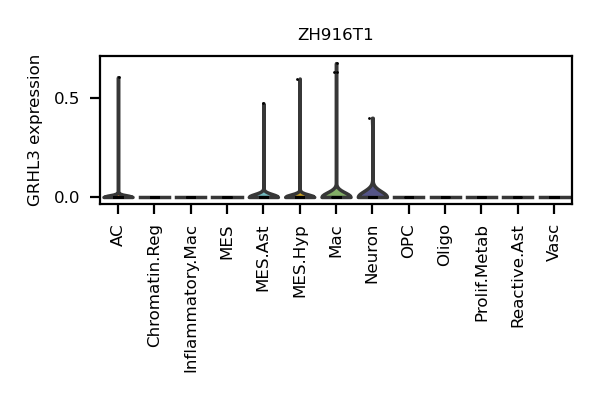 ZH916T1
GRHL3 expression
0.5
0.0
AC
Chromatin.Reg
Inflammatory.Mac
MES
MES.Ast
MES.Hyp
Mac
Neuron
OPC
Oligo
Prolif.Metab
Reactive.Ast
Vasc